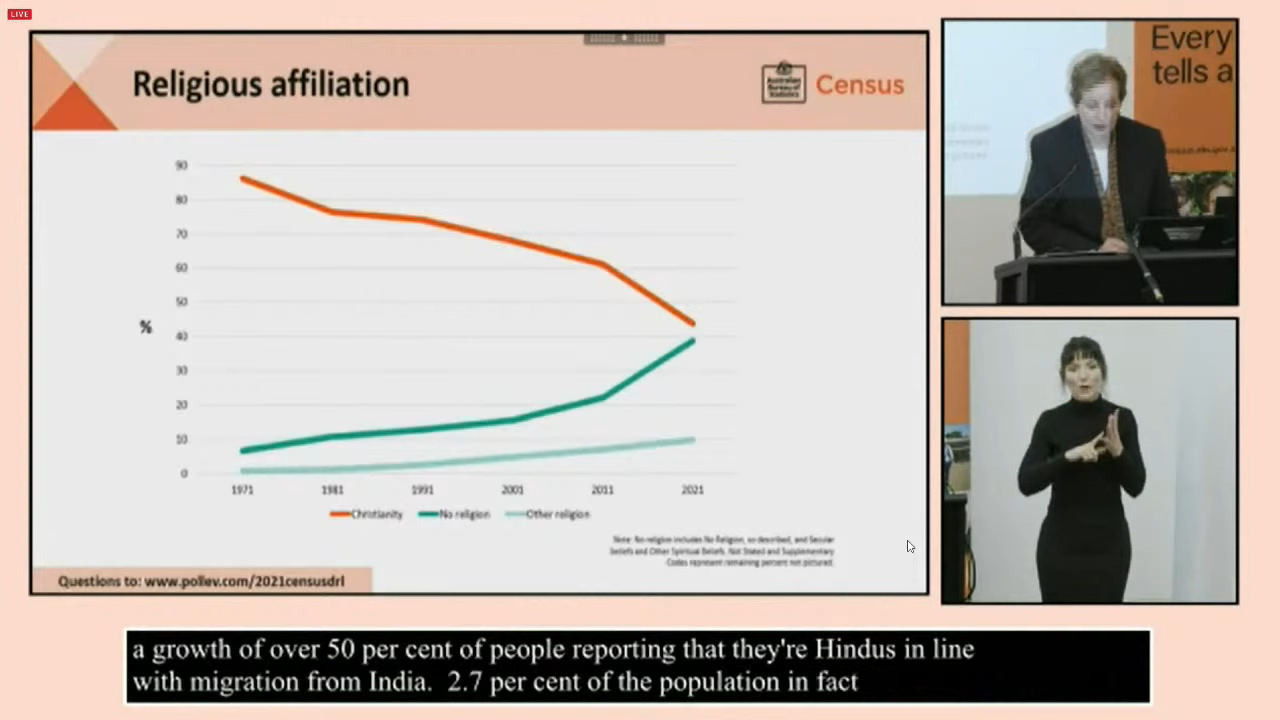 LIVE
Religious affiliation
Australian
Bureau of
Statistics
Census
Every
tells a
90
80
70
60
50
%
40
30
20
10
0
1971 1981 1991 2001 2011 2021
Christianity No religion Other religion
Note: No religion includes No Religion, so described, and Secular
Beliefs and Other Spiritual Beliefs. Not Stated and Supplementary
Codes represent remaining percent not pictured.
Questions to: www.pollev.com/2021censusdrl
a growth of over 50 per cent of people reporting that they're Hindus in line
with migration from India. 2.7 per cent of the population in fact